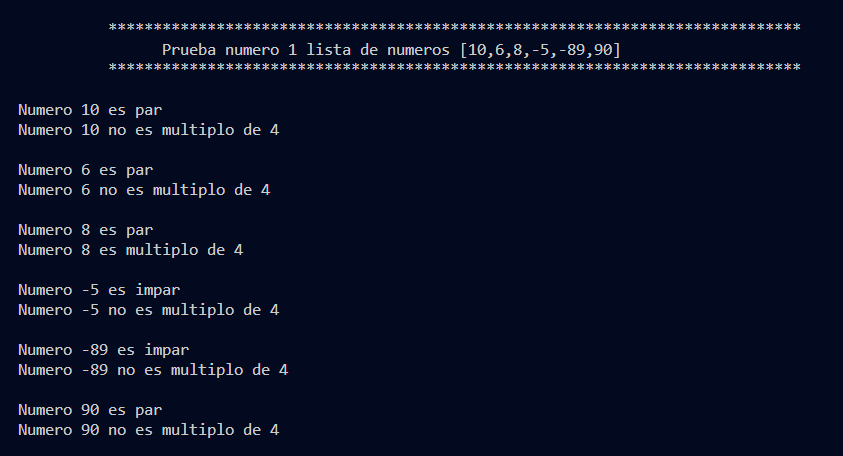 *****************************************************************************
Prueba numero 1 lista de numeros [10,6,8,-5,-89,90]
*****************************************************************************
Numero 10 es par
Numero 10 no es multiplo de 4
Numero 6 es par
Numero 6 no es multiplo de 4
Numero 8 es par
Numero 8 es multiplo de 4
Numero -5 es impar
Numero -5 no es multiplo de 4
Numero -89 es impar
Numero -89 no es multiplo de 4
Numero 90 es par
Numero 90 no es multiplo de 4